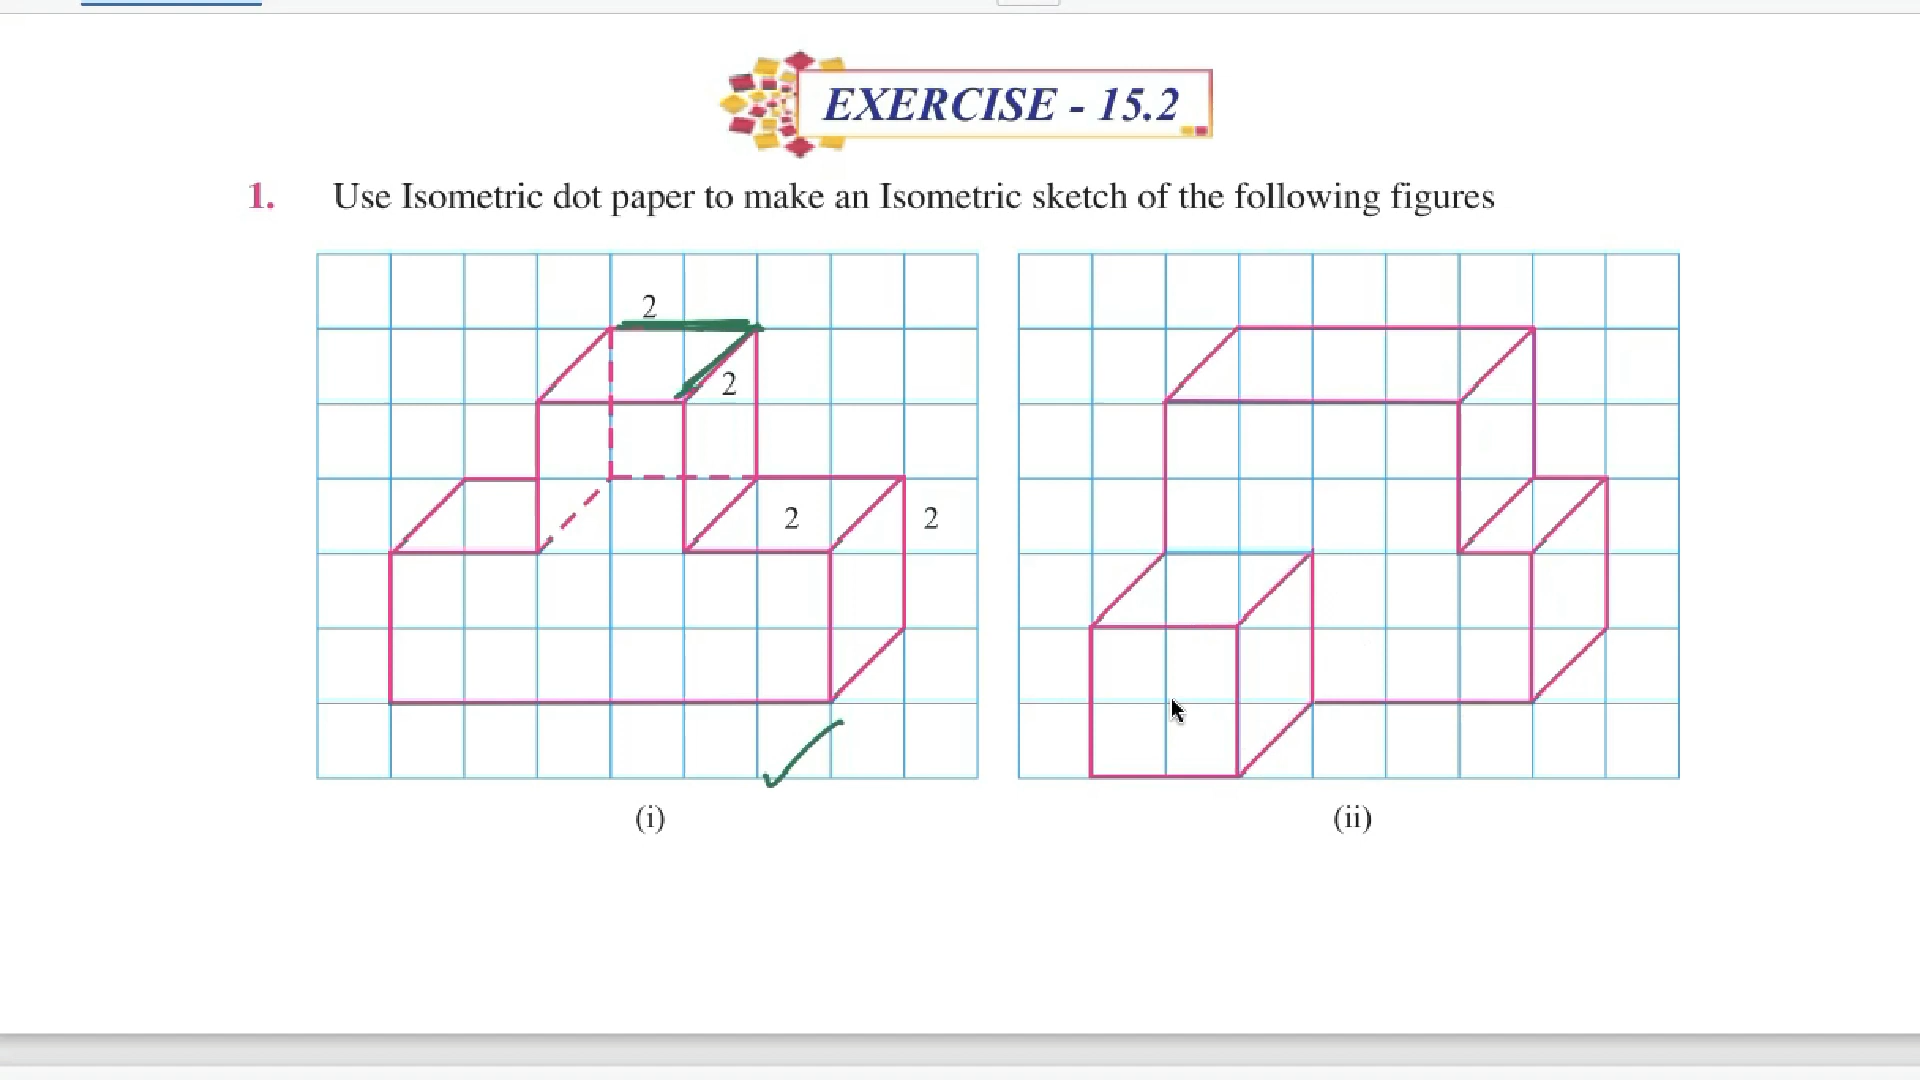 EXERCISE - 15.2
1. Use Isometric dot paper to make an Isometric sketch of the following figures
2
2
2
2
(i)
(ii)